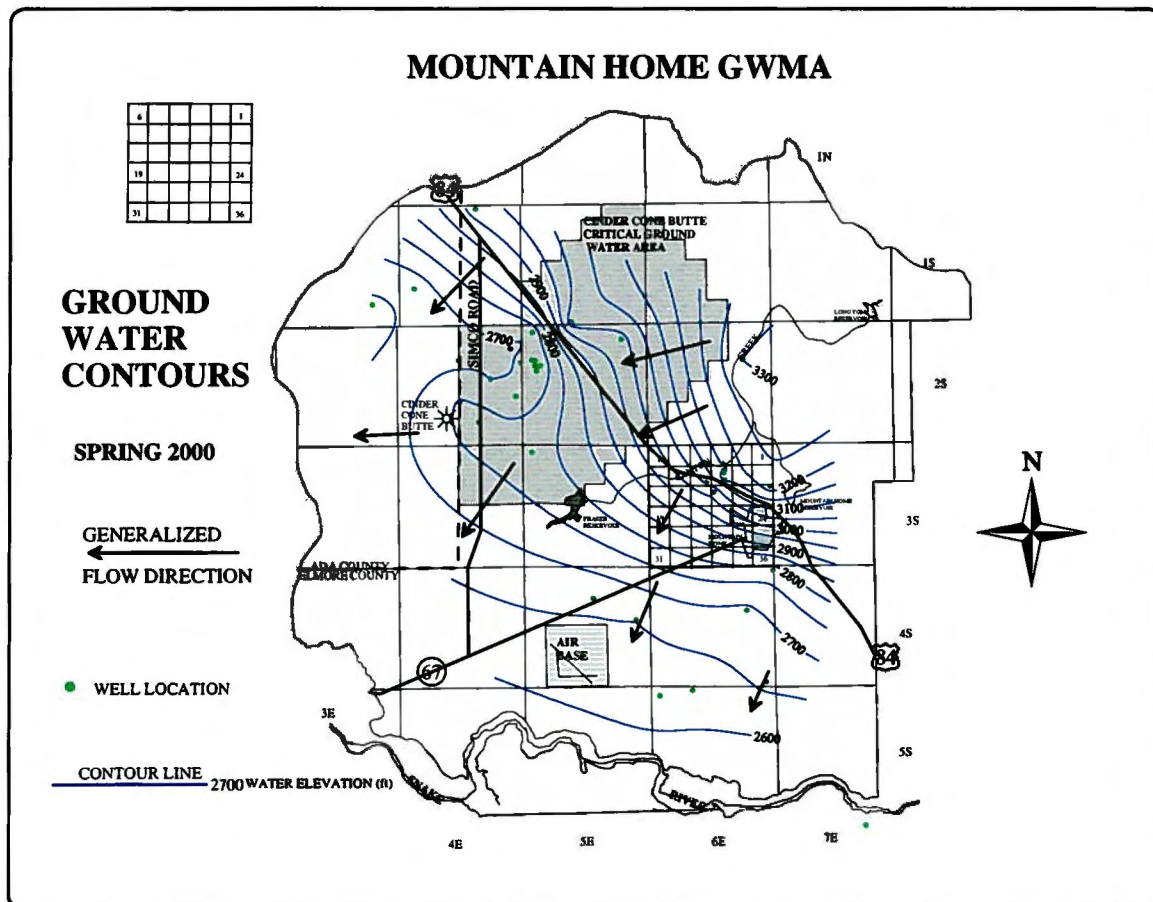 MOUNTAIN HOME GWMA
6 1
19 24
31 36
GROUND
WATER
CONTOURS
SPRING 2000
GENERALIZED
FLOW DIRECTION
WELL LOCATION
CONTOUR LINE
2700 WATER ELEVATION (ft)
84
CINDER CONE BUTTE
CRITICAL GROUND
WATER AREA
1N
1S
2S
3S
4S
5S
SIMCO ROAD
2900
2800
2700
CINDER
CONE
BUTTE
LONG TOM
RESERVOIR
CREEK
3300
3200
3100
3000
2900
2800
2700
2600
MOUNTAIN HOME
RESERVOIR
FRASER
RESERVOIR
1
24
31
36
ADA COUNTY
ELMORE COUNTY
AIR
BASE
67
84
3E
4E
5E
6E
7E
SNAKE
RIVER
N